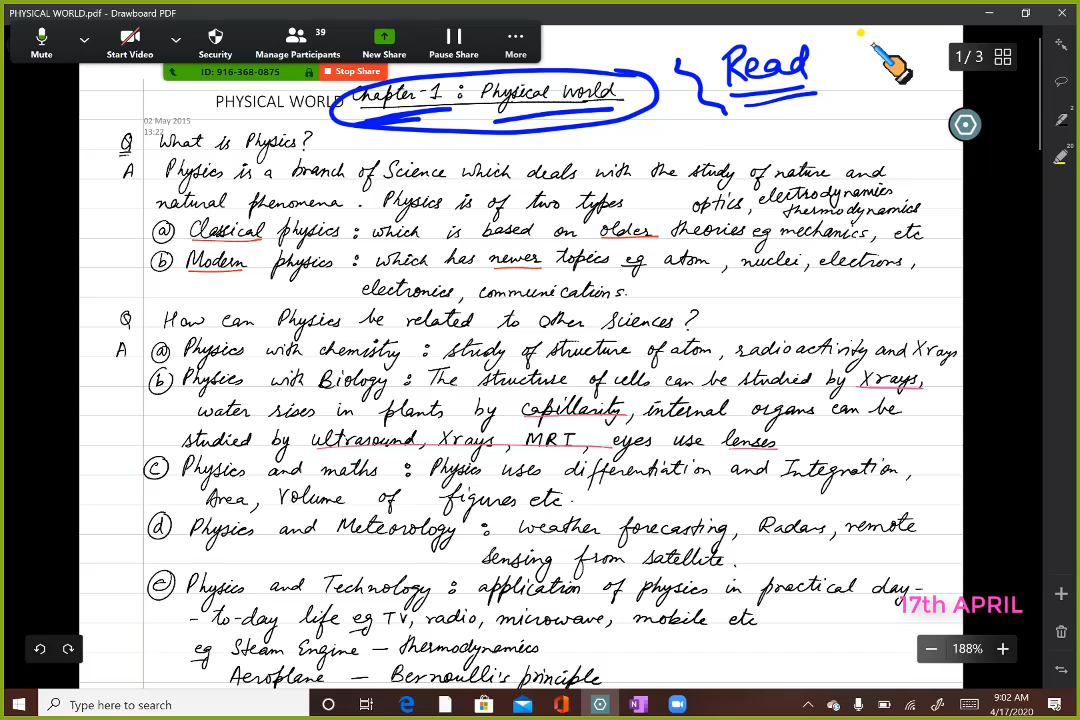 PHYSICAL WORLD.pdf - Drawboard PDF
39
Mute
Start Video
Security
Manage Participants
New Share
Pause Share
More
ID: 916-368-0875
Stop Share
Read
1 / 3
PHYSICAL WORLD
Chapter-1 : Physical World
02 May 2015
13:22
Q What is Physics?
A Physics is a branch of Science which deals with the study of nature and
natural phenomena. Physics is of two types
optics, electrodynamics
thermodynamics
(a) Classical physics : which is based on older theories eg mechanics, etc
(b) Modern physics : which has newer topics eg atom, nuclei, electrons,
electronics, communications.
Q How can Physics be related to other Sciences?
A (a) Physics with chemistry : study of structure of atom, radioactivity and Xrays
(b) Physics with Biology : The structure of cells can be studied by Xrays,
water rises in plants by capillarity, internal organs can be
studied by ultrasound, Xrays, MRI, eyes use lenses
(c) Physics and maths : Physics uses differentiation and Integration,
Area, Volume of figures etc.
(d) Physics and Meteorology : weather forecasting, Radars, remote
sensing from satellite.
(e) Physics and Technology : application of physics in practical day-
- to-day life eg TV, radio, microwave, mobile etc
17th APRIL
eg Steam Engine — thermodynamics
Aeroplane — Bernoulli's principle
188%
Type here to search
9:02 AM
4/17/2020
2
20